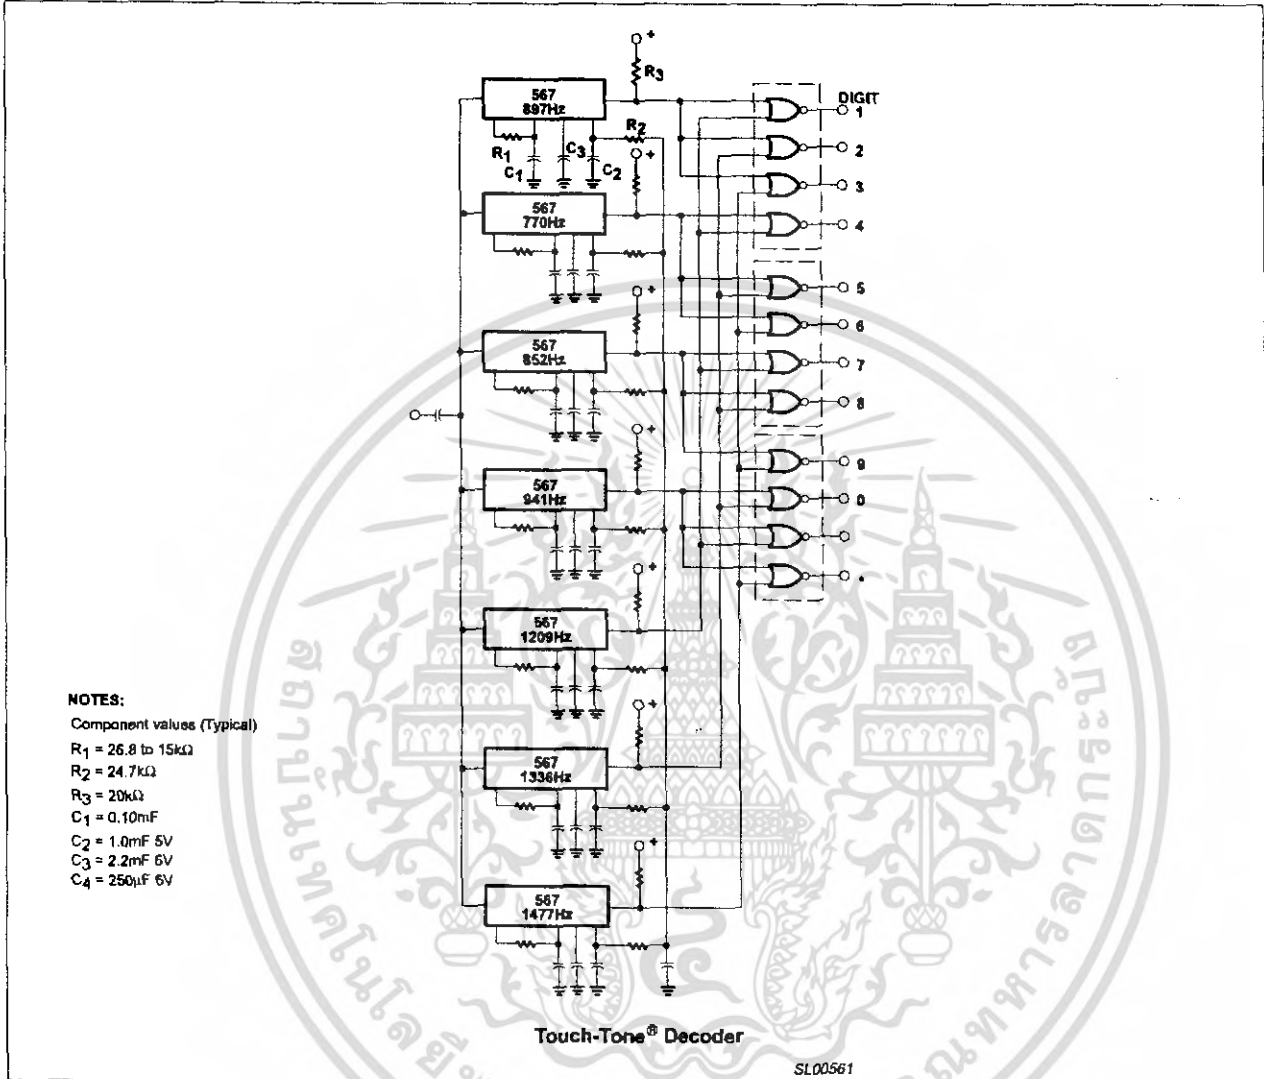 +
R3
567
897Hz
DIGIT
1
R2
+
R1
C1
C3
C2
2
3
567
770Hz
4
+
5
6
567
852Hz
7
8
+
9
567
941Hz
0
+
567
1209Hz
+
567
1336Hz
+
567
1477Hz
NOTES:
Component values (Typical)
R1 = 26.8 to 15kΩ
R2 = 24.7kΩ
R3 = 20kΩ
C1 = 0.10mF
C2 = 1.0mF 5V
C3 = 2.2mF 6V
C4 = 250µF 6V
Touch-Tone® Decoder
SL00561